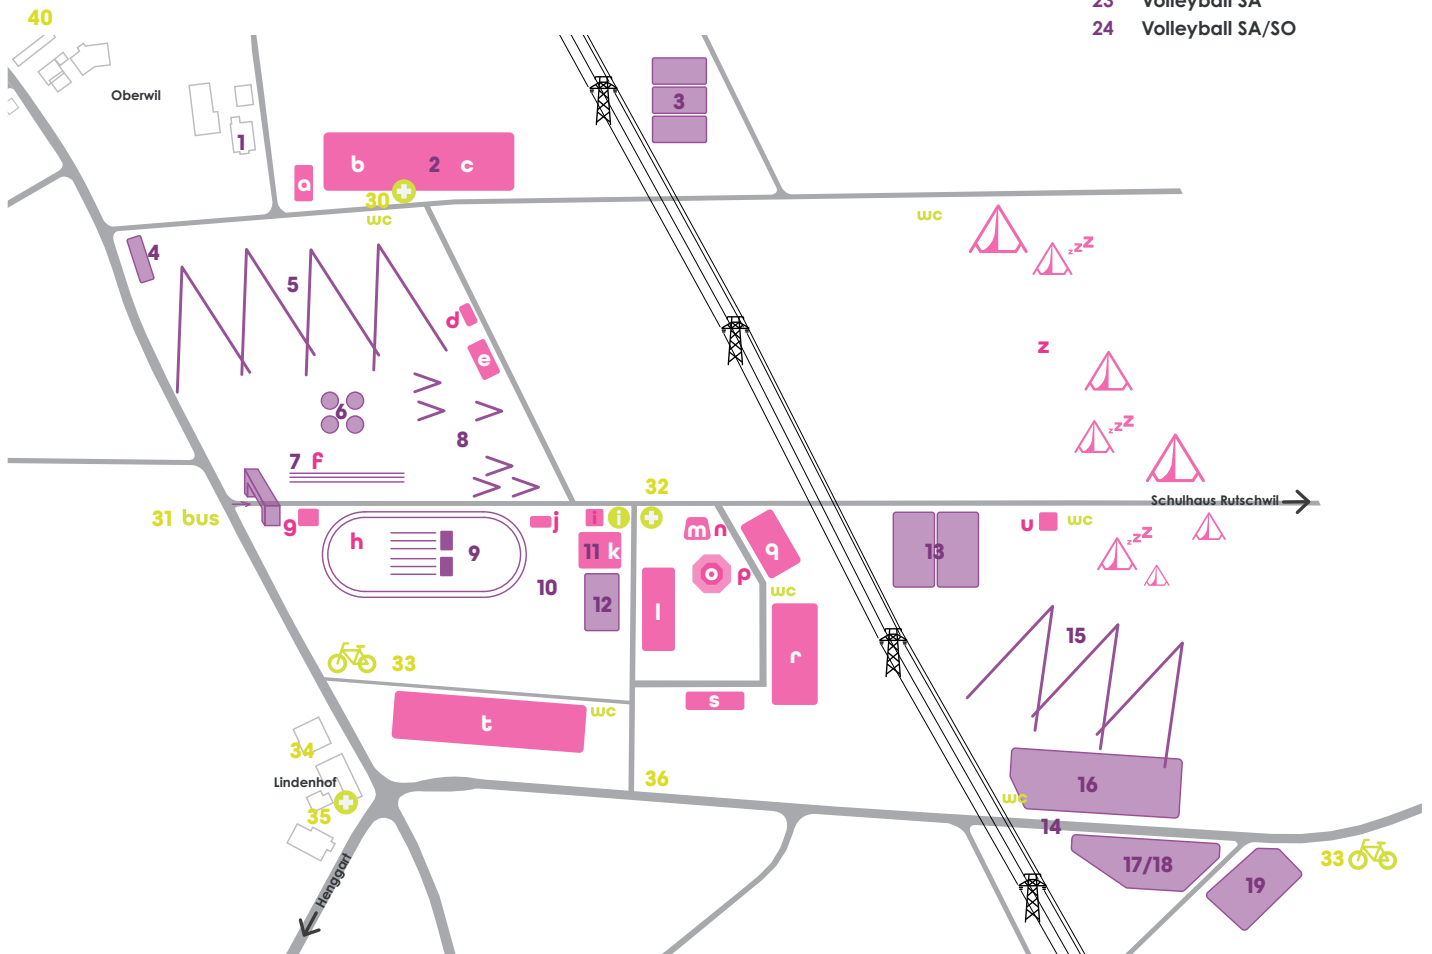 40
23 Volleyball SA
24 Volleyball SA/SO
Oberwil
1
3
b 2 c
a
30
wc
wc
4
zzz
5
d
z
e
6
zzz
8
7 f
32
Schulhaus Rutschwil
31 bus
g
j
i
i
m
n
q
u
wc
h
9
11 k
o
p
13
zzz
10
12
l
wc
15
r
33
s
t
wc
34
Lindenhof
36
16
wc
35
14
17/18
33
19
Henggart